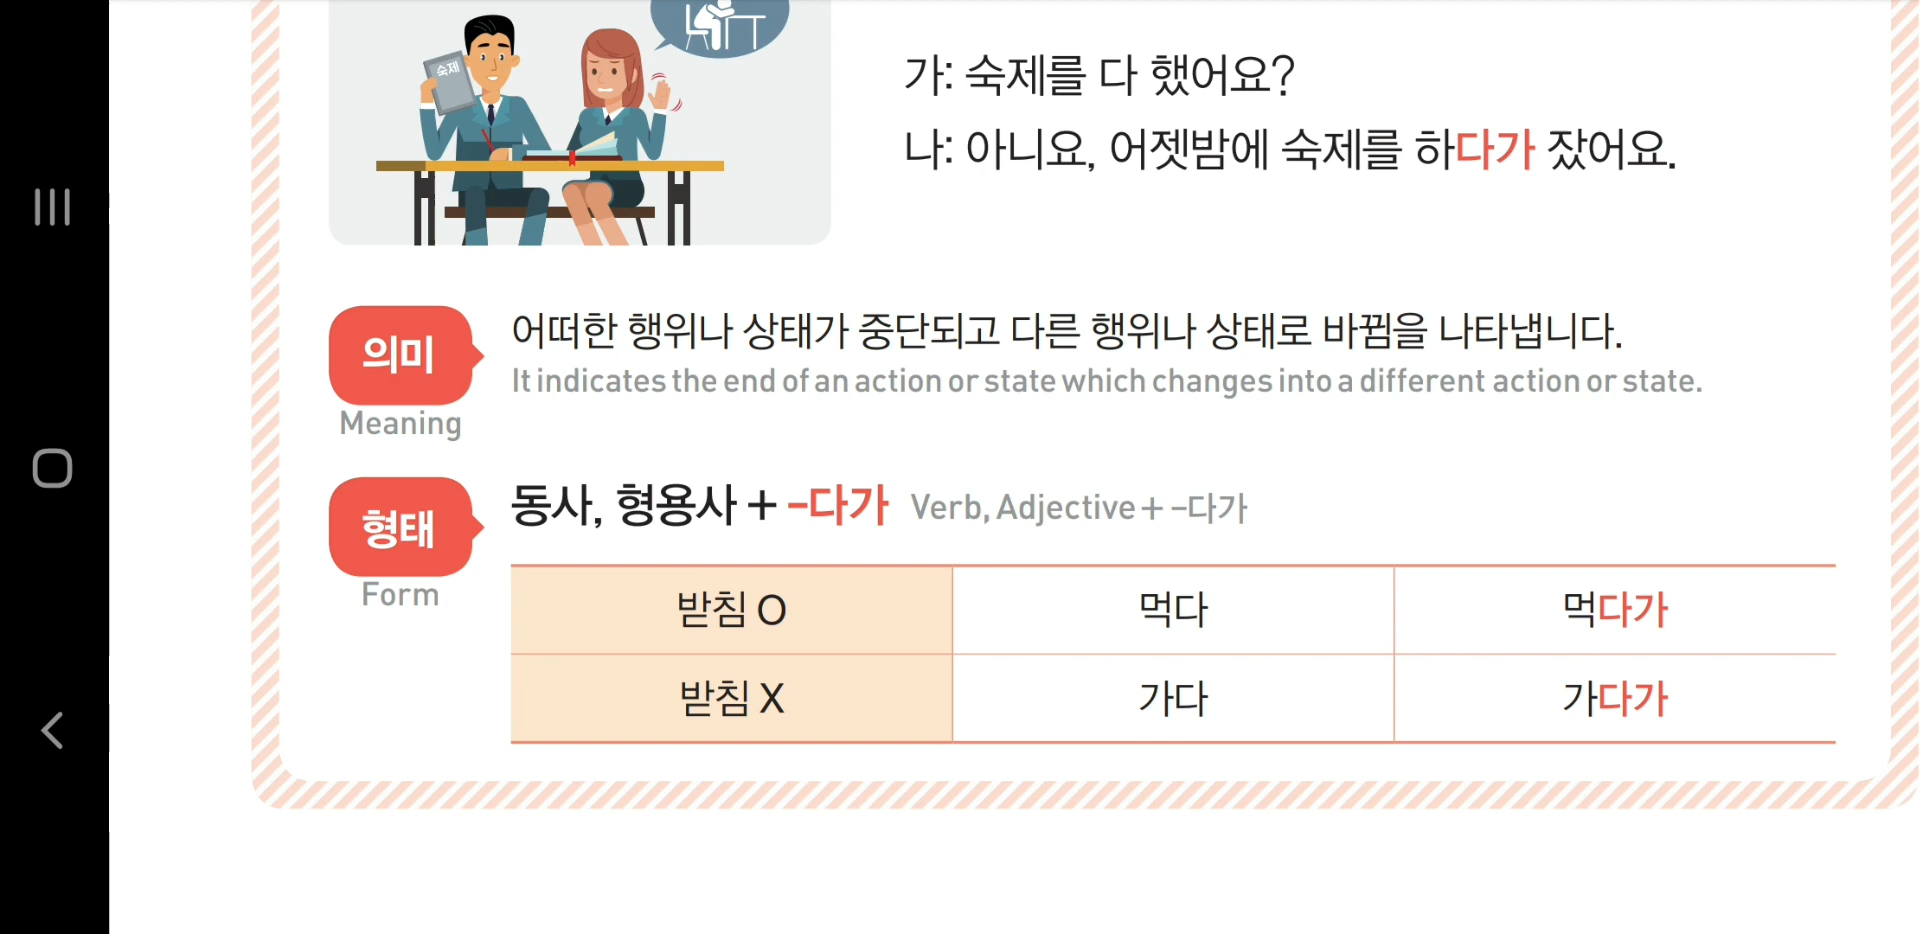 숙제
가: 숙제를 다 했어요?
나: 아니요, 어젯밤에 숙제를 하다가 잤어요.
의미
Meaning
어떠한 행위나 상태가 중단되고 다른 행위나 상태로 바뀜을 나타냅니다.
It indicates the end of an action or state which changes into a different action or state.
형태
Form
동사, 형용사 + -다가 Verb, Adjective + -다가
받침 O 먹다 먹다가
받침 X 가다 가다가